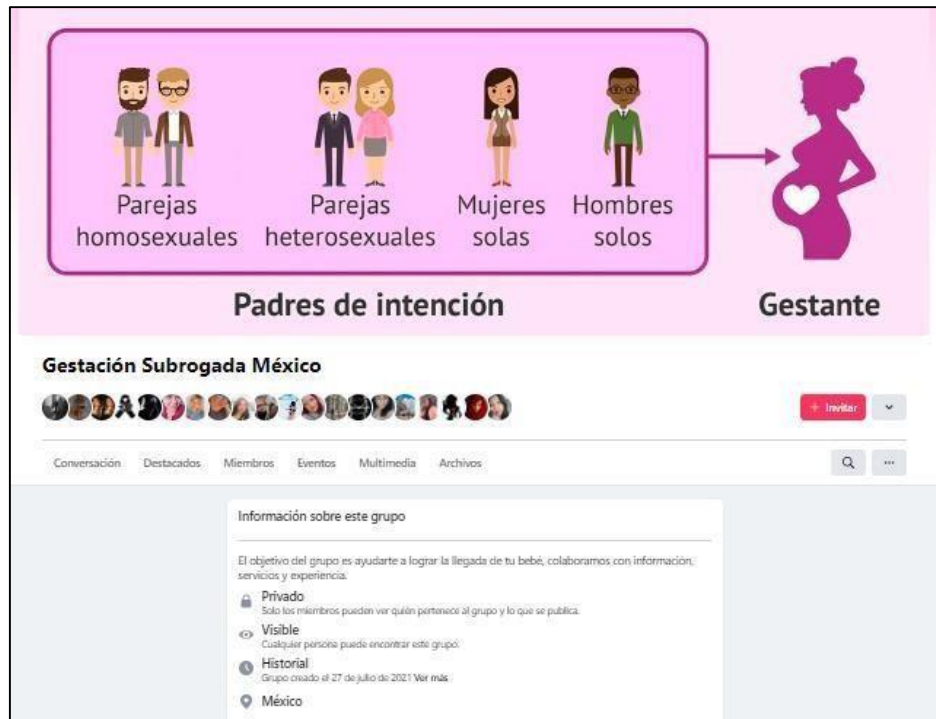 Parejas homosexuales
Parejas heterosexuales
Mujeres solas
Hombres solos
Padres de intención
Gestante
Gestación Subrogada México
+ Invitar
Conversación
Destacados
Miembros
Eventos
Multimedia
Archivos
Información sobre este grupo
El objetivo del grupo es ayudarte a lograr la llegada de tu bebé, colaboramos con información,
servicios y experiencia.
Privado
Solo los miembros pueden ver quién pertenece al grupo y lo que se publica.
Visible
Cualquier persona puede encontrar este grupo.
Historial
Grupo creado el 27 de julio de 2021 Ver más
México